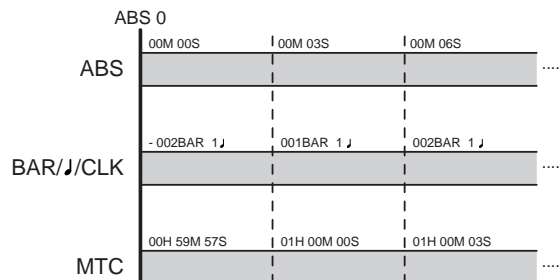 ABS 0
00M 00S 00M 03S 00M 06S
ABS ....
- 002BAR 1♩ 001BAR 1♩ 002BAR 1♩
BAR/♩/CLK ....
00H 59M 57S 01H 00M 00S 01H 00M 03S
MTC ....